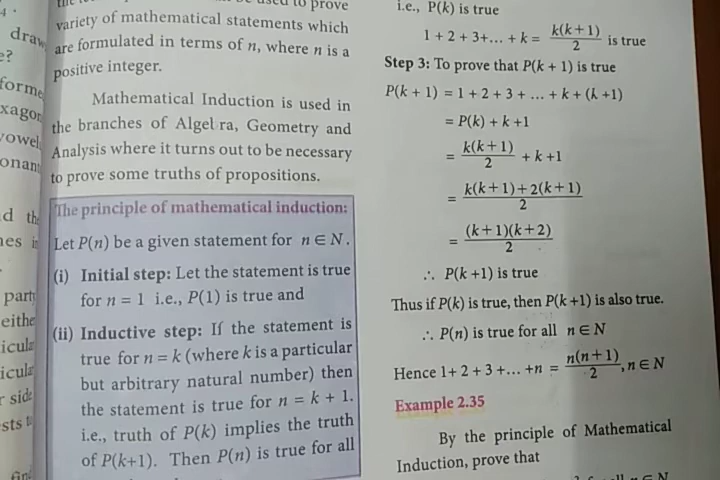 to prove
variety of mathematical statements which
are formulated in terms of n, where n is a
positive integer.
Mathematical Induction is used in
the branches of Algel ra, Geometry and
Analysis where it turns out to be necessary
to prove some truths of propositions.
The principle of mathematical induction:
Let P(n) be a given statement for n ∈ N.
(i) Initial step: Let the statement is true
for n = 1 i.e., P(1) is true and
(ii) Inductive step: If the statement is
true for n = k (where k is a particular
but arbitrary natural number) then
the statement is true for n = k + 1.
i.e., truth of P(k) implies the truth
of P(k+1). Then P(n) is true for all
i.e., P(k) is true
1 + 2 + 3+... + k = k(k+1)/2 is true
Step 3: To prove that P(k + 1) is true
P(k + 1) = 1 + 2 + 3 + ... + k + (k +1)
= P(k) + k +1
= k(k+1)/2 + k +1
= k(k+1)+2(k+1)/2
= (k+1)(k+2)/2
∴ P(k +1) is true
Thus if P(k) is true, then P(k +1) is also true.
∴ P(n) is true for all n ∈ N
Hence 1+ 2 + 3 +... +n = n(n+1)/2, n ∈ N
Example 2.35
By the principle of Mathematical
Induction, prove that